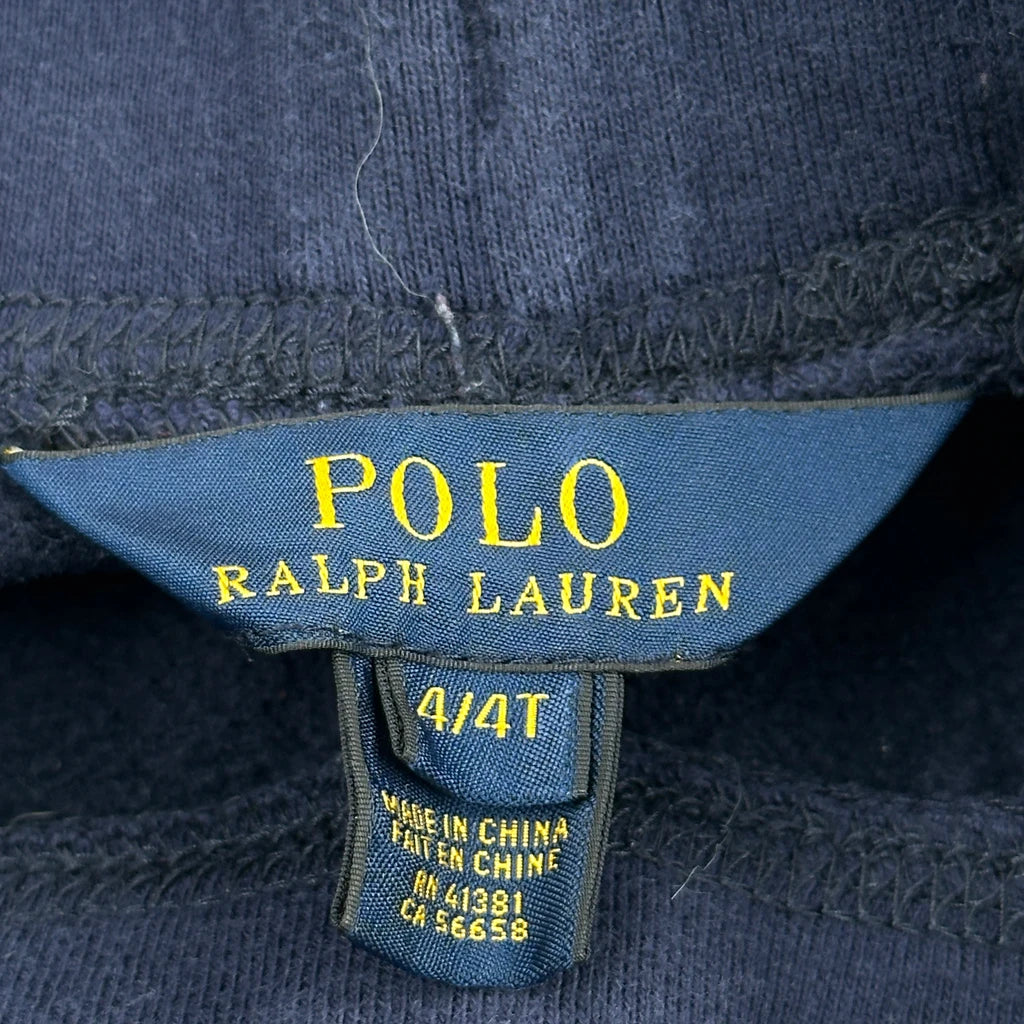 POLO
RALPH LAUREN
4/4T
MADE IN CHINA
FAIT EN CHINE
RN 41381
CA 56658